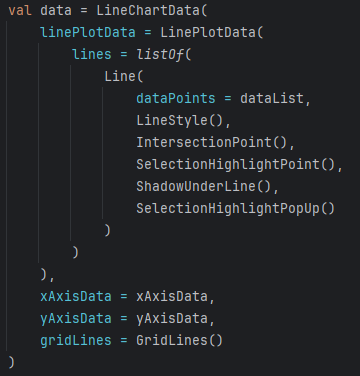 val data = LineChartData(
    linePlotData = LinePlotData(
        lines = listOf(
            Line(
                dataPoints = dataList,
                LineStyle(),
                IntersectionPoint(),
                SelectionHighlightPoint(),
                ShadowUnderLine(),
                SelectionHighlightPopUp()
            )
        )
    ),
    xAxisData = xAxisData,
    yAxisData = yAxisData,
    gridLines = GridLines()
)